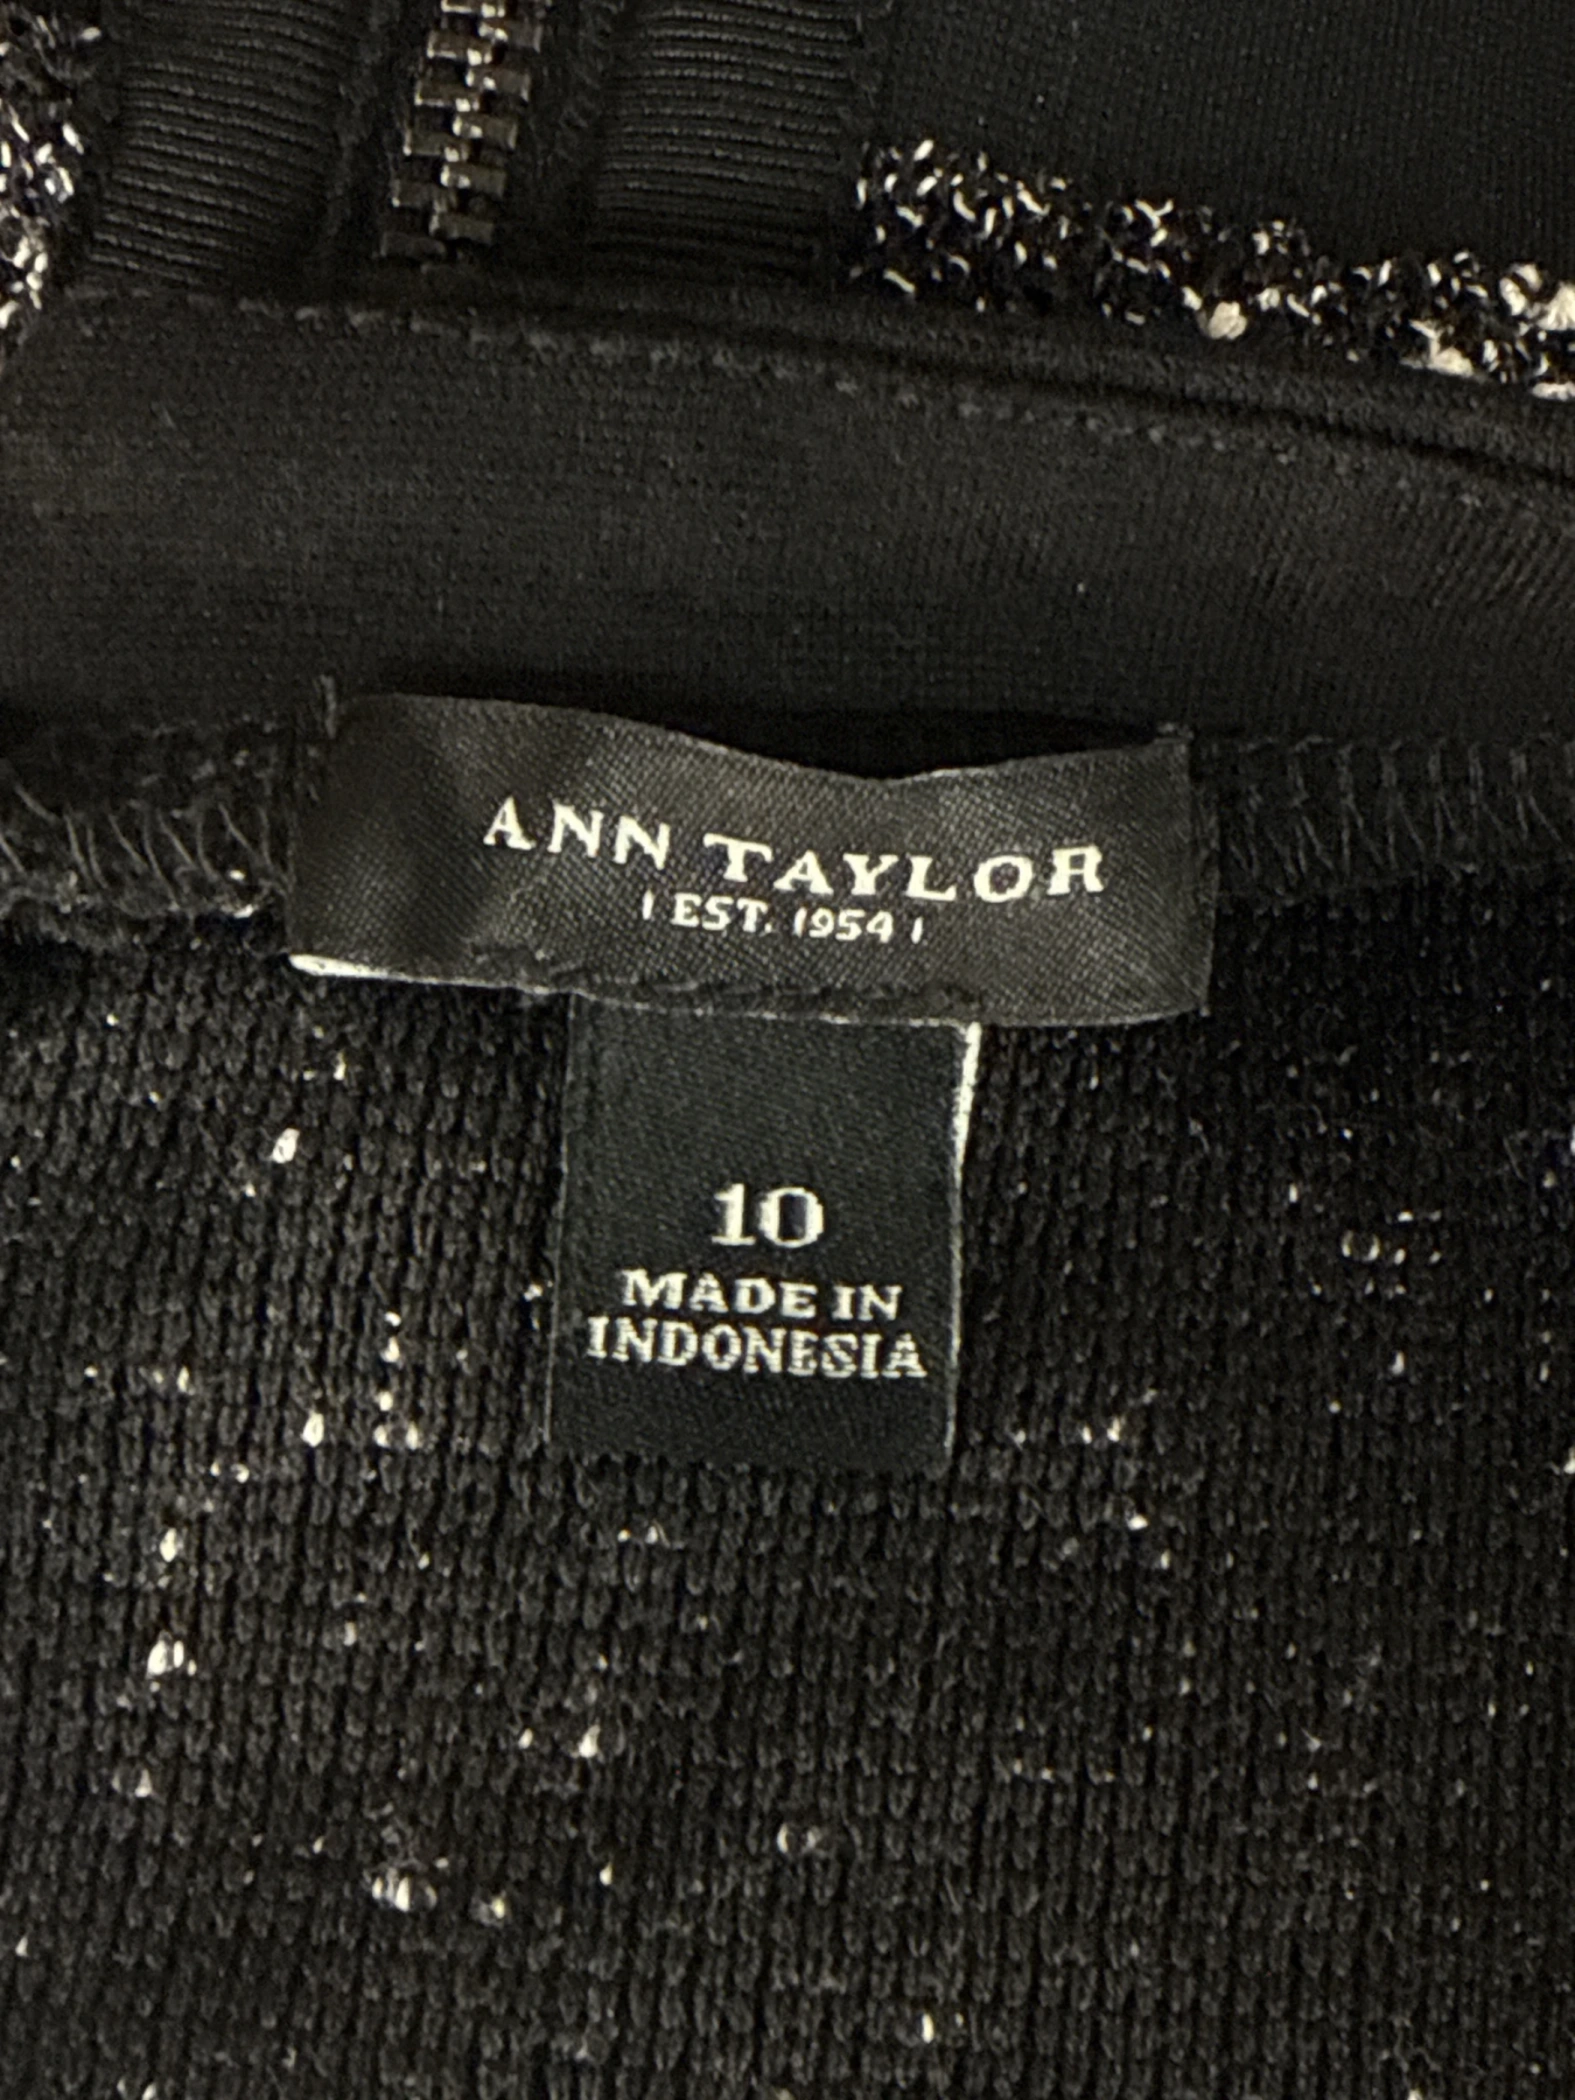 ANN TAYLOR
| EST. 1954 |
10
MADE IN
INDONESIA